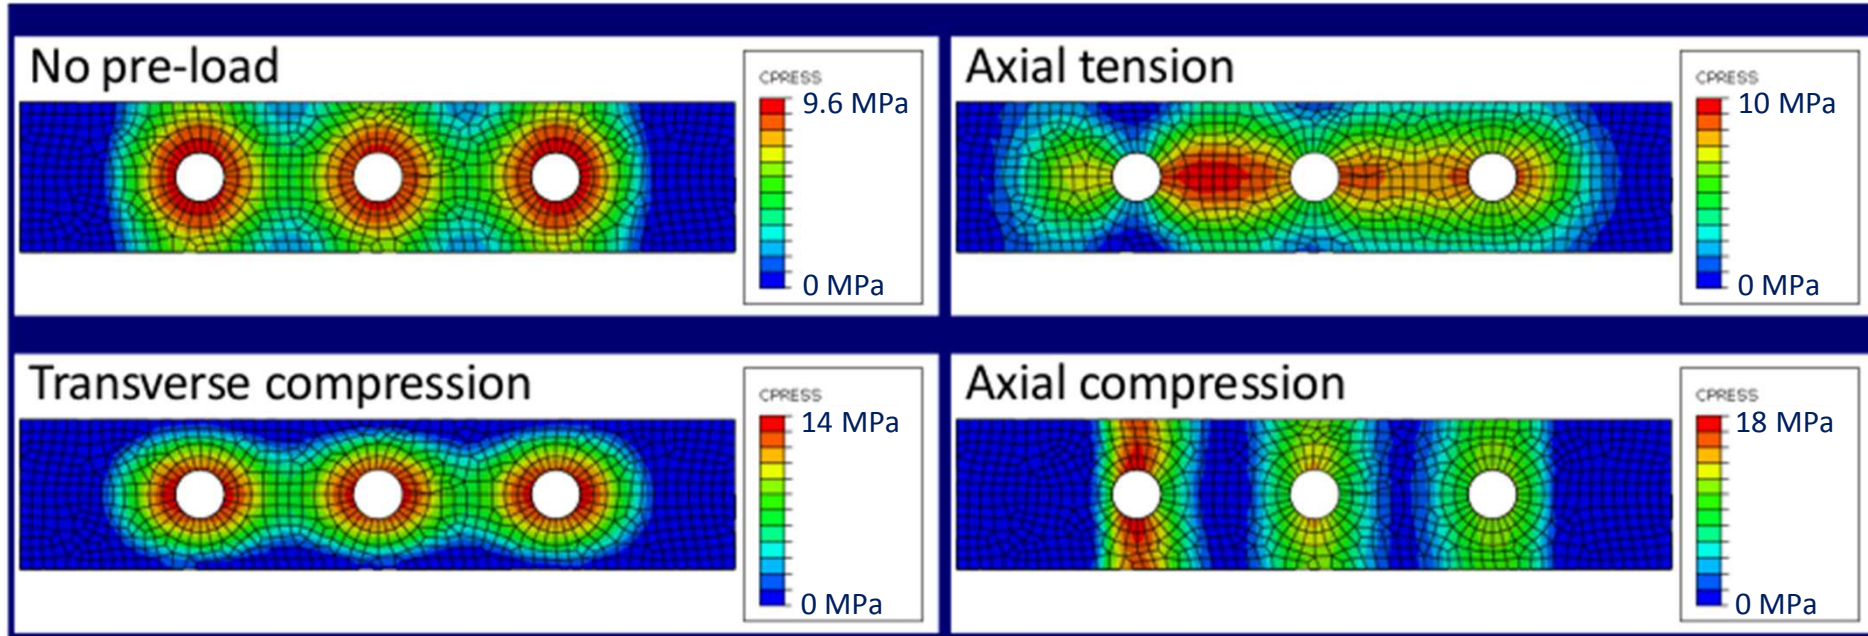 No pre-load
CPRESS
9.6 MPa
0 MPa
Axial tension
CPRESS
10 MPa
0 MPa
Transverse compression
CPRESS
14 MPa
0 MPa
Axial compression
CPRESS
18 MPa
0 MPa